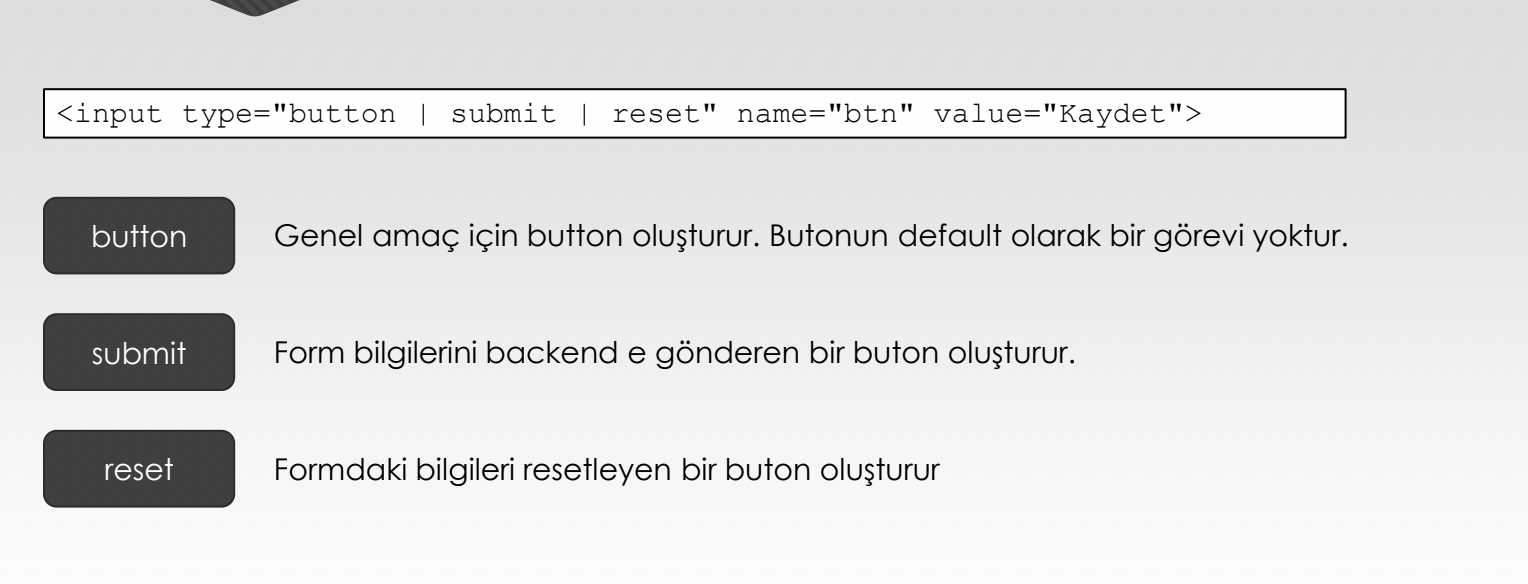 <input type="button | submit | reset" name="btn" value="Kaydet">
button
Genel amaç için button oluşturur. Butonun default olarak bir görevi yoktur.
submit
Form bilgilerini backend e gönderen bir buton oluşturur.
reset
Formdaki bilgileri resetleyen bir buton oluşturur